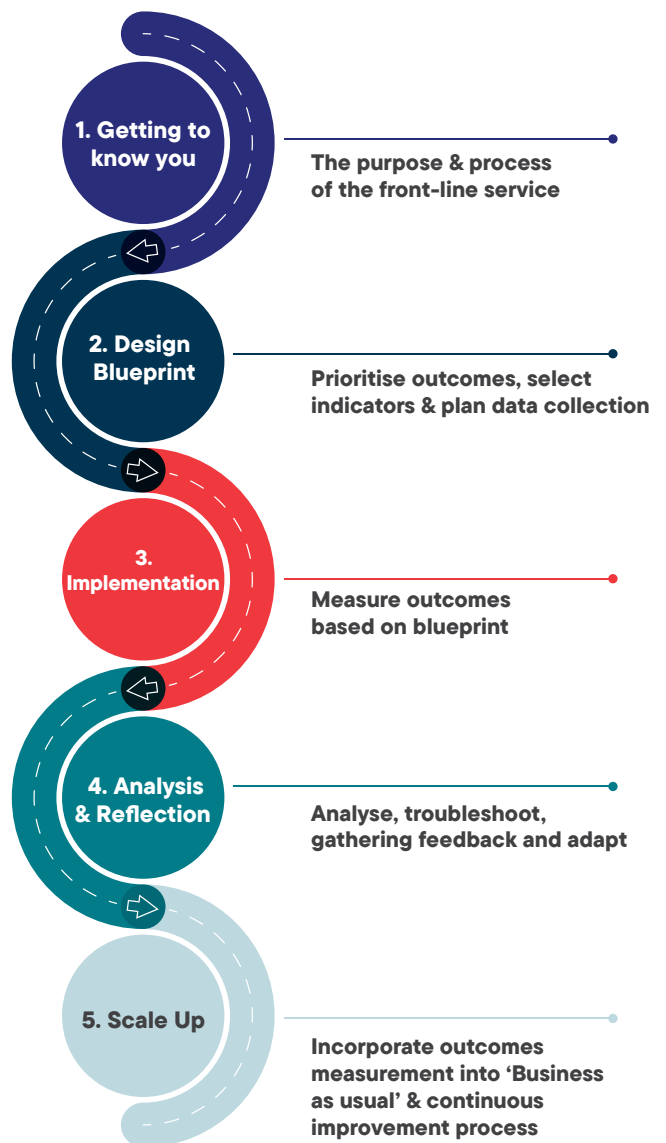 1. Getting to
know you
The purpose & process
of the front-line service
2. Design
Blueprint
Prioritise outcomes, select
indicators & plan data collection
3.
Implementation
Measure outcomes
based on blueprint
4. Analysis
& Reflection
Analyse, troubleshoot,
gathering feedback and adapt
5. Scale Up
Incorporate outcomes
measurement into ‘Business
as usual’ & continuous
improvement process